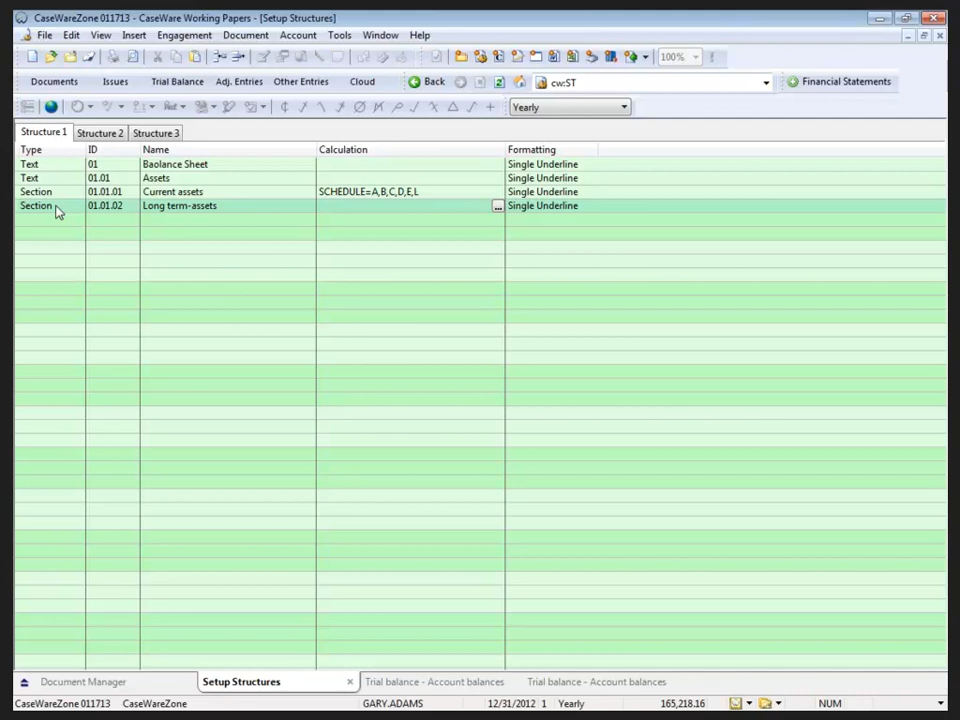 CaseWareZone 011713 - CaseWare Working Papers - [Setup Structures]
File Edit View Insert Engagement Document Account Tools Window Help
100%
Documents Issues Trial Balance Adj. Entries Other Entries Cloud Back cw:ST Financial Statements
Yearly
Structure 1 Structure 2 Structure 3
Type ID Name Calculation Formatting
Text 01 Baolance Sheet Single Underline
Text 01.01 Assets Single Underline
Section 01.01.01 Current assets SCHEDULE=A,B,C,D,E,L Single Underline
Section 01.01.02 Long term-assets ... Single Underline
Document Manager Setup Structures Trial balance - Account balances Trial balance - Account balances
CaseWareZone 011713 CaseWareZone GARY.ADAMS 12/31/2012 1 Yearly 165,218.16 NUM